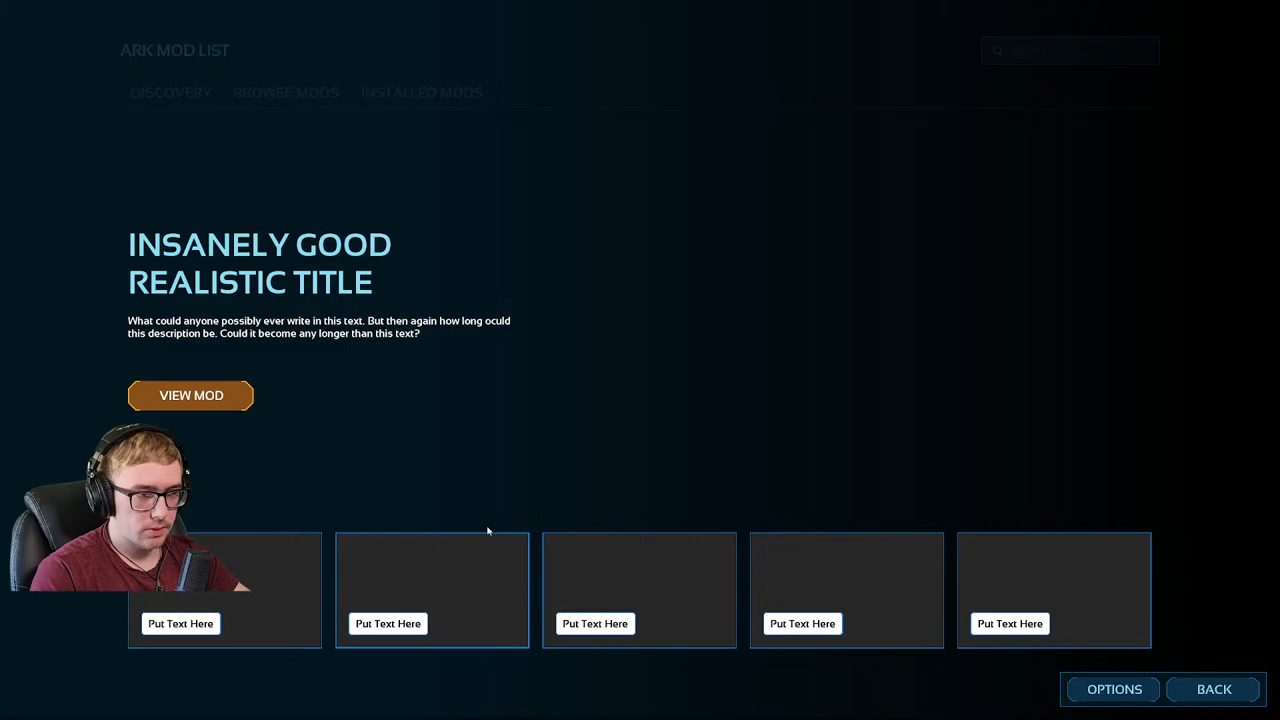 ARK MOD LIST
DISCOVERY BROWSE MODS INSTALLED MODS
INSANELY GOOD
REALISTIC TITLE
What could anyone possibly ever write in this text. But then again how long oculd
this description be. Could it become any longer than this text?
VIEW MOD
Put Text Here Put Text Here Put Text Here Put Text Here Put Text Here
OPTIONS BACK